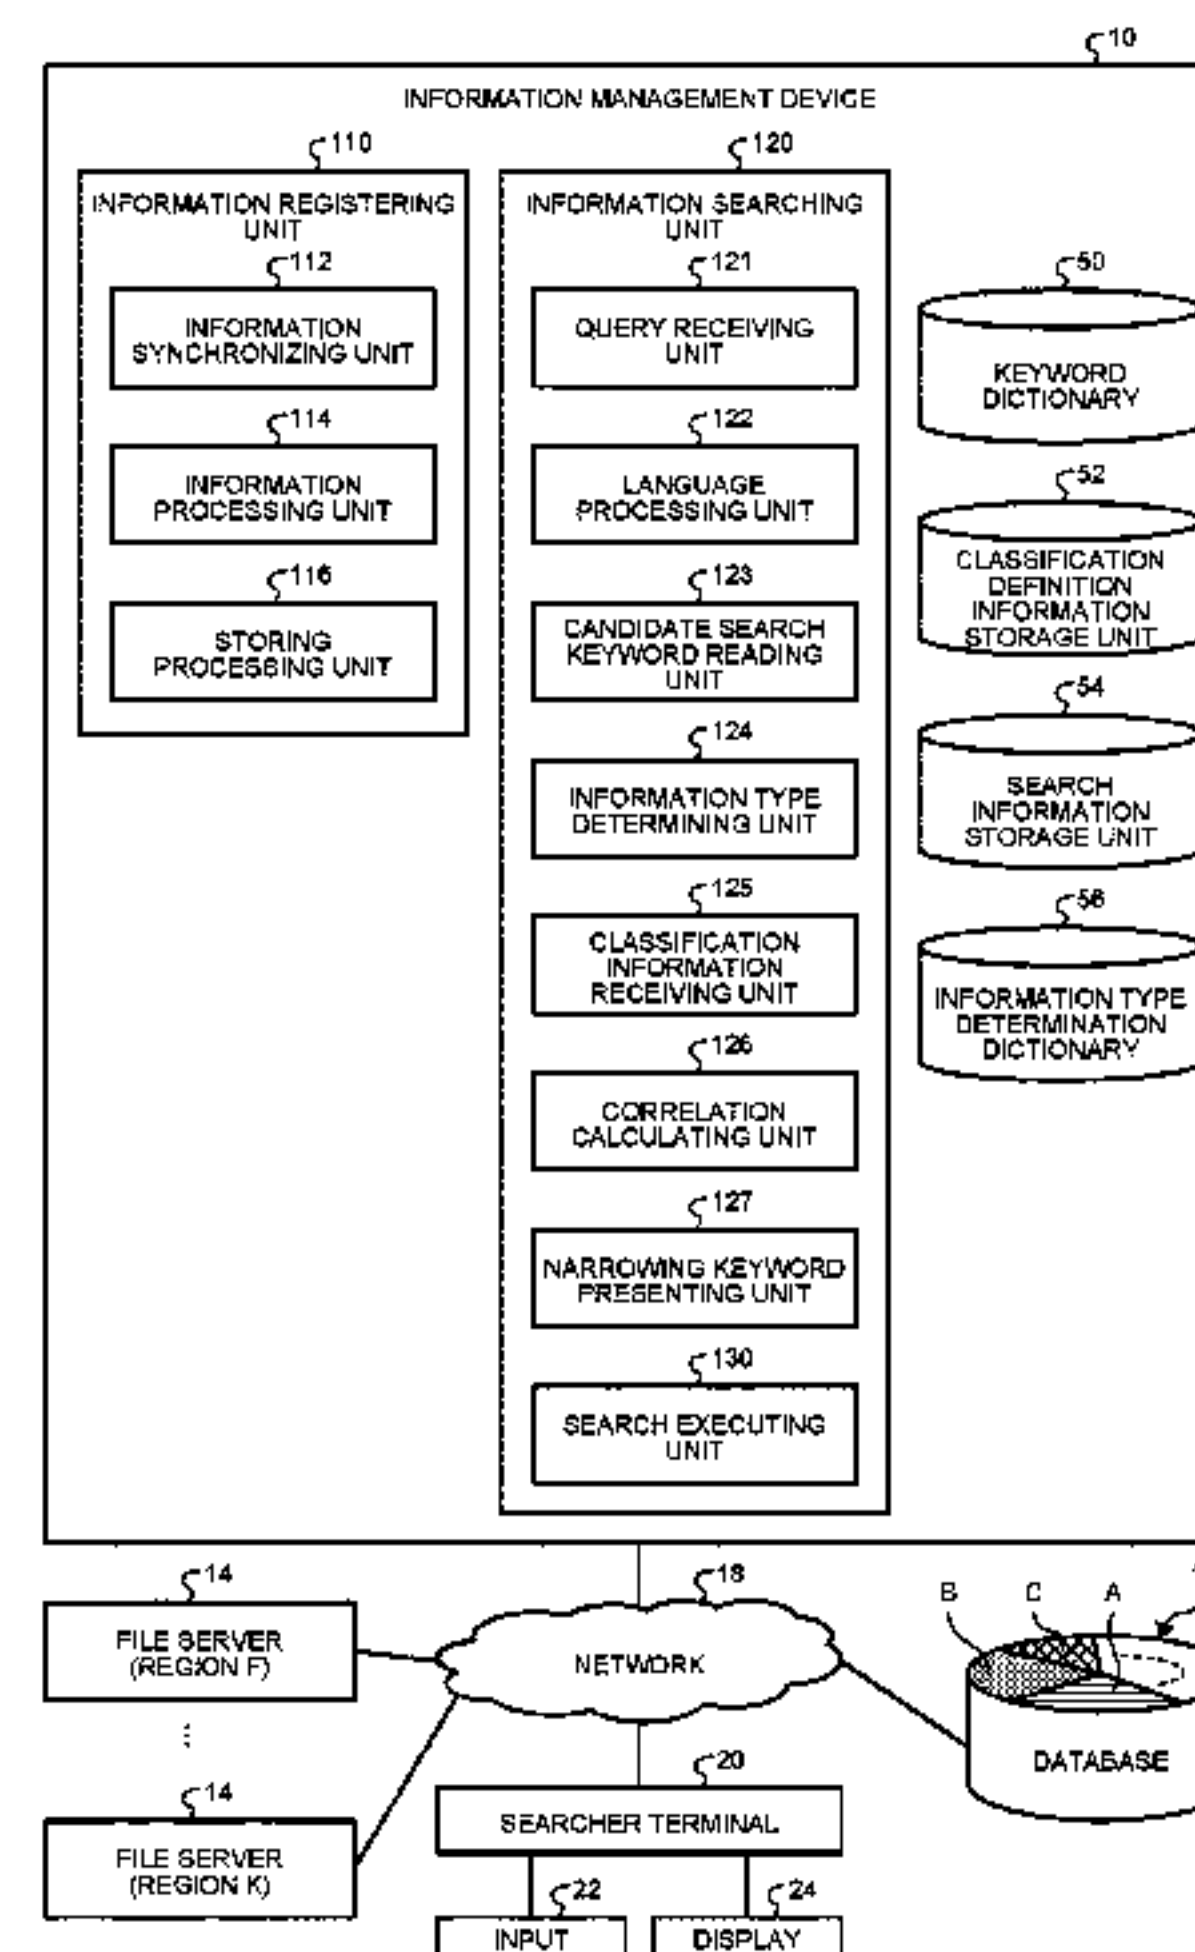 10
INFORMATION MANAGEMENT DEVICE
110
INFORMATION REGISTERING
UNIT
112
INFORMATION
SYNCHRONIZING UNIT
114
INFORMATION
PROCESSING UNIT
116
STORING
PROCESSING UNIT
120
INFORMATION SEARCHING
UNIT
121
QUERY RECEIVING
UNIT
122
LANGUAGE
PROCESSING UNIT
123
CANDIDATE SEARCH
KEYWORD READING
UNIT
124
INFORMATION TYPE
DETERMINING UNIT
125
CLASSIFICATION
INFORMATION
RECEIVING UNIT
126
CORRELATION
CALCULATING UNIT
127
NARROWING KEYWORD
PRESENTING UNIT
130
SEARCH EXECUTING
UNIT
50
KEYWORD
DICTIONARY
52
CLASSIFICATION
DEFINITION
INFORMATION
STORAGE UNIT
54
SEARCH
INFORMATION
STORAGE UNIT
56
INFORMATION TYPE
DETERMINATION
DICTIONARY
14
FILE SERVER
(REGION F)
14
FILE SERVER
(REGION K)
18
NETWORK
B C A
DATABASE
20
SEARCHER TERMINAL
22
INPUT
24
DISPLAY